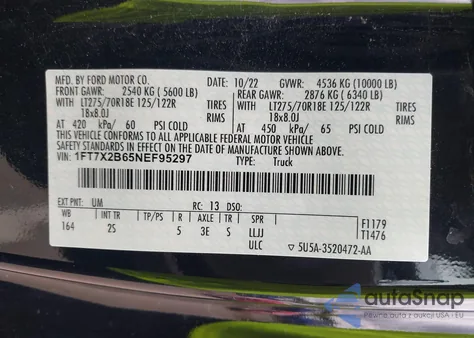 MFD. BY FORD MOTOR CO.
DATE: 10/22 GVWR: 4536 KG (10000 LB)
FRONT GAWR: 2540 KG (5600 LB) REAR GAWR: 2876 KG (6340 LB)
WITH LT275/70R18E 125/122R TIRES WITH LT275/70R18E 125/122R TIRES
18x8.0J RIMS 18x8.0J RIMS
AT 420 kPa/ 60 PSI COLD AT 450 kPa/ 65 PSI COLD
THIS VEHICLE CONFORMS TO ALL APPLICABLE FEDERAL MOTOR VEHICLE
SAFETY STANDARDS IN EFFECT ON THE DATE OF MANUFACTURE SHOWN ABOVE.
VIN: 1FT7X2B65NEF95297 TYPE: Truck
EXT PNT: UM RC: 13 DSO:
WB INT TR TP/PS R AXLE TR SPR F1179
164 2S 5 3E S LLJJ T1476
ULC ▽ 5U5A-3520472-AA
autoSnap
Pewne auto z USA - EU